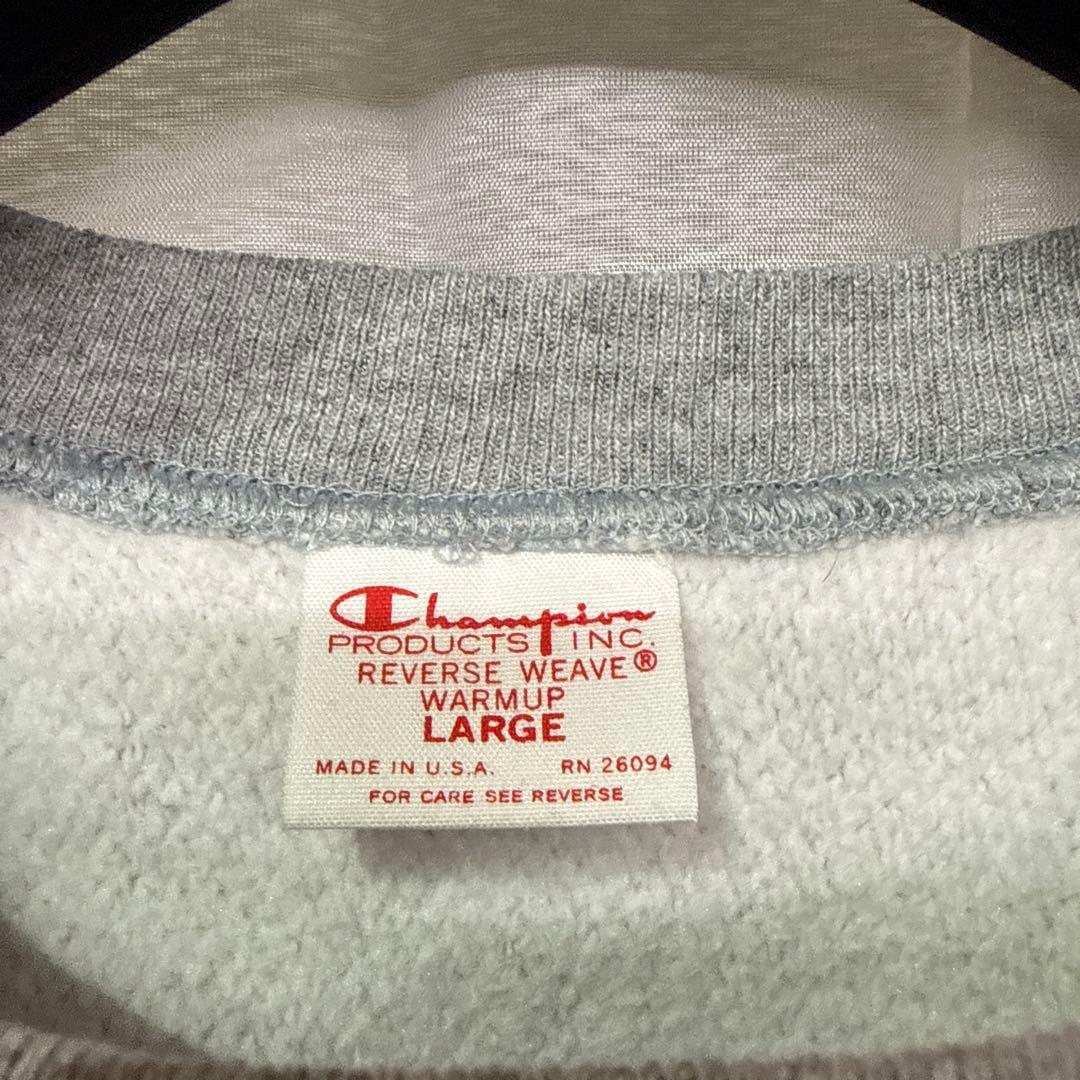 Champion
PRODUCTS INC.
REVERSE WEAVE®
WARMUP
LARGE
MADE IN U.S.A. RN 26094
FOR CARE SEE REVERSE